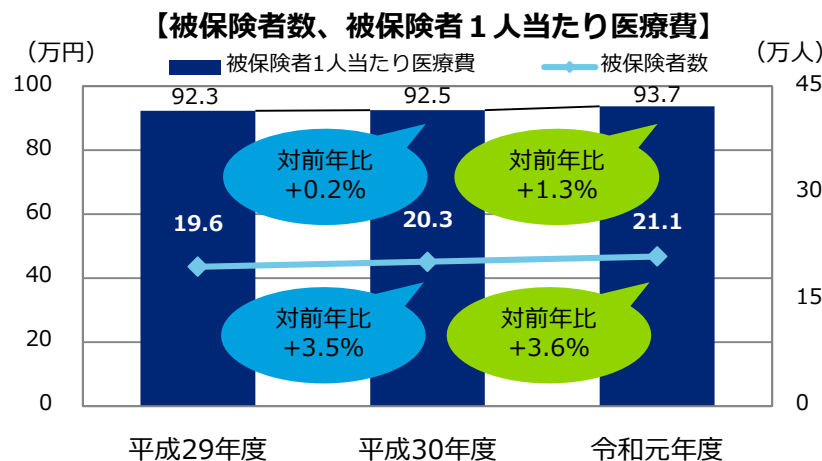 【被保険者数、被保険者１人当たり医療費】
（万円）
（万人）
被保険者1人当たり医療費
被保険者数
100
80
60
40
20
0
45
30
15
0
92.3
92.5
93.7
対前年比
+0.2%
対前年比
+1.3%
19.6
20.3
21.1
対前年比
+3.5%
対前年比
+3.6%
平成29年度
平成30年度
令和元年度